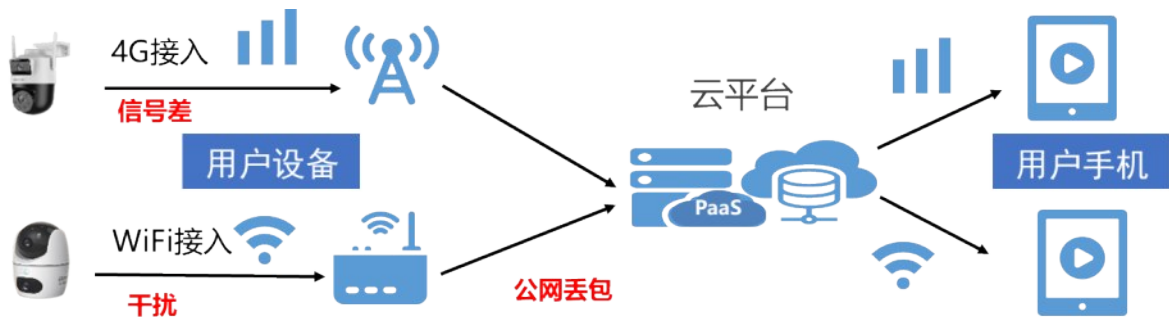 4G接入
信号差
用户设备
WiFi接入
干扰
公网丢包
云平台
PaaS
用户手机